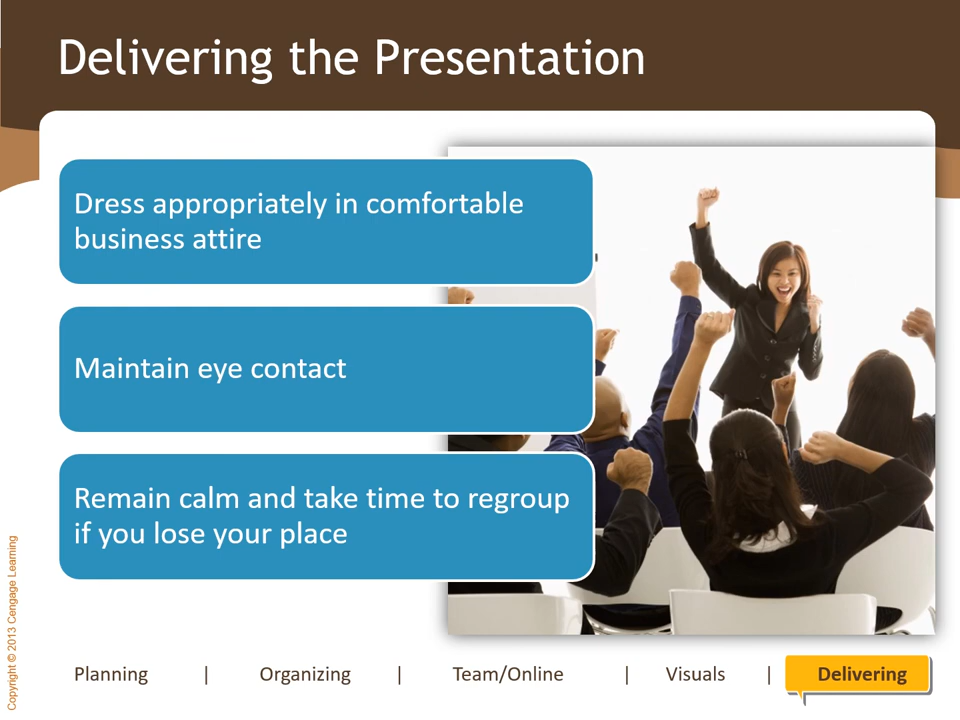 Delivering the Presentation
Dress appropriately in comfortable
business attire
Maintain eye contact
Remain calm and take time to regroup
if you lose your place
Copyright © 2013 Cengage Learning
Planning | Organizing | Team/Online | Visuals | Delivering